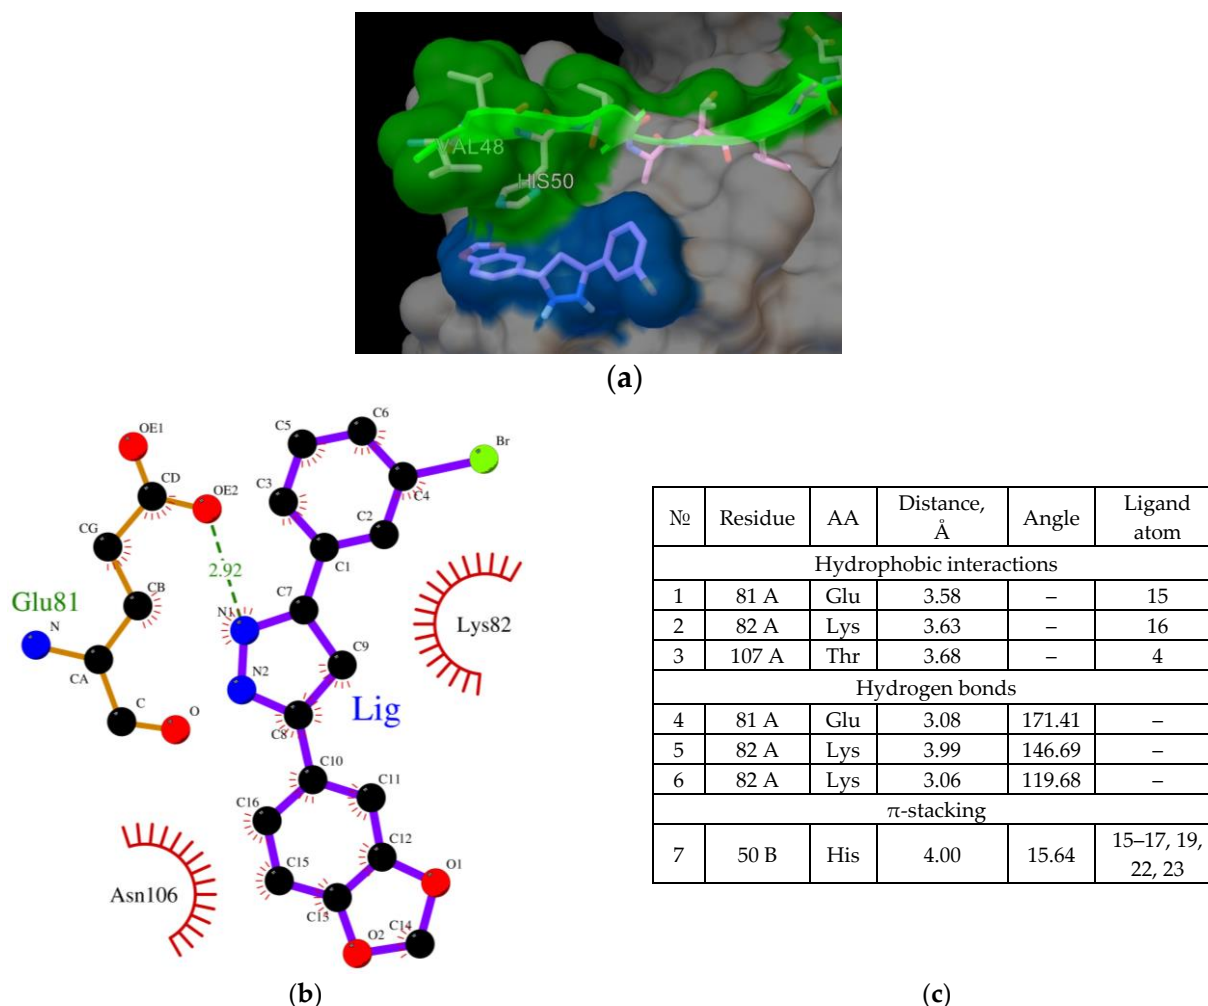 VAL48
HIS50
(a)
OE1
C6
C5
Br
CD
OE2
C3
C4
CG
C2
2.92
C1
CB
C7
Glu81
N1
Lys82
N
C9
N2
CA
Lig
C
O
C8
C10
C11
C16
C12
C15
O1
Asn106
C13
C14
O2
(b)
№ Residue AA Distance, Å Angle Ligand atom
Hydrophobic interactions
1 81 A Glu 3.58 – 15
2 82 A Lys 3.63 – 16
3 107 A Thr 3.68 – 4
Hydrogen bonds
4 81 A Glu 3.08 171.41 –
5 82 A Lys 3.99 146.69 –
6 82 A Lys 3.06 119.68 –
π-stacking
7 50 B His 4.00 15.64 15–17, 19, 22, 23
(c)